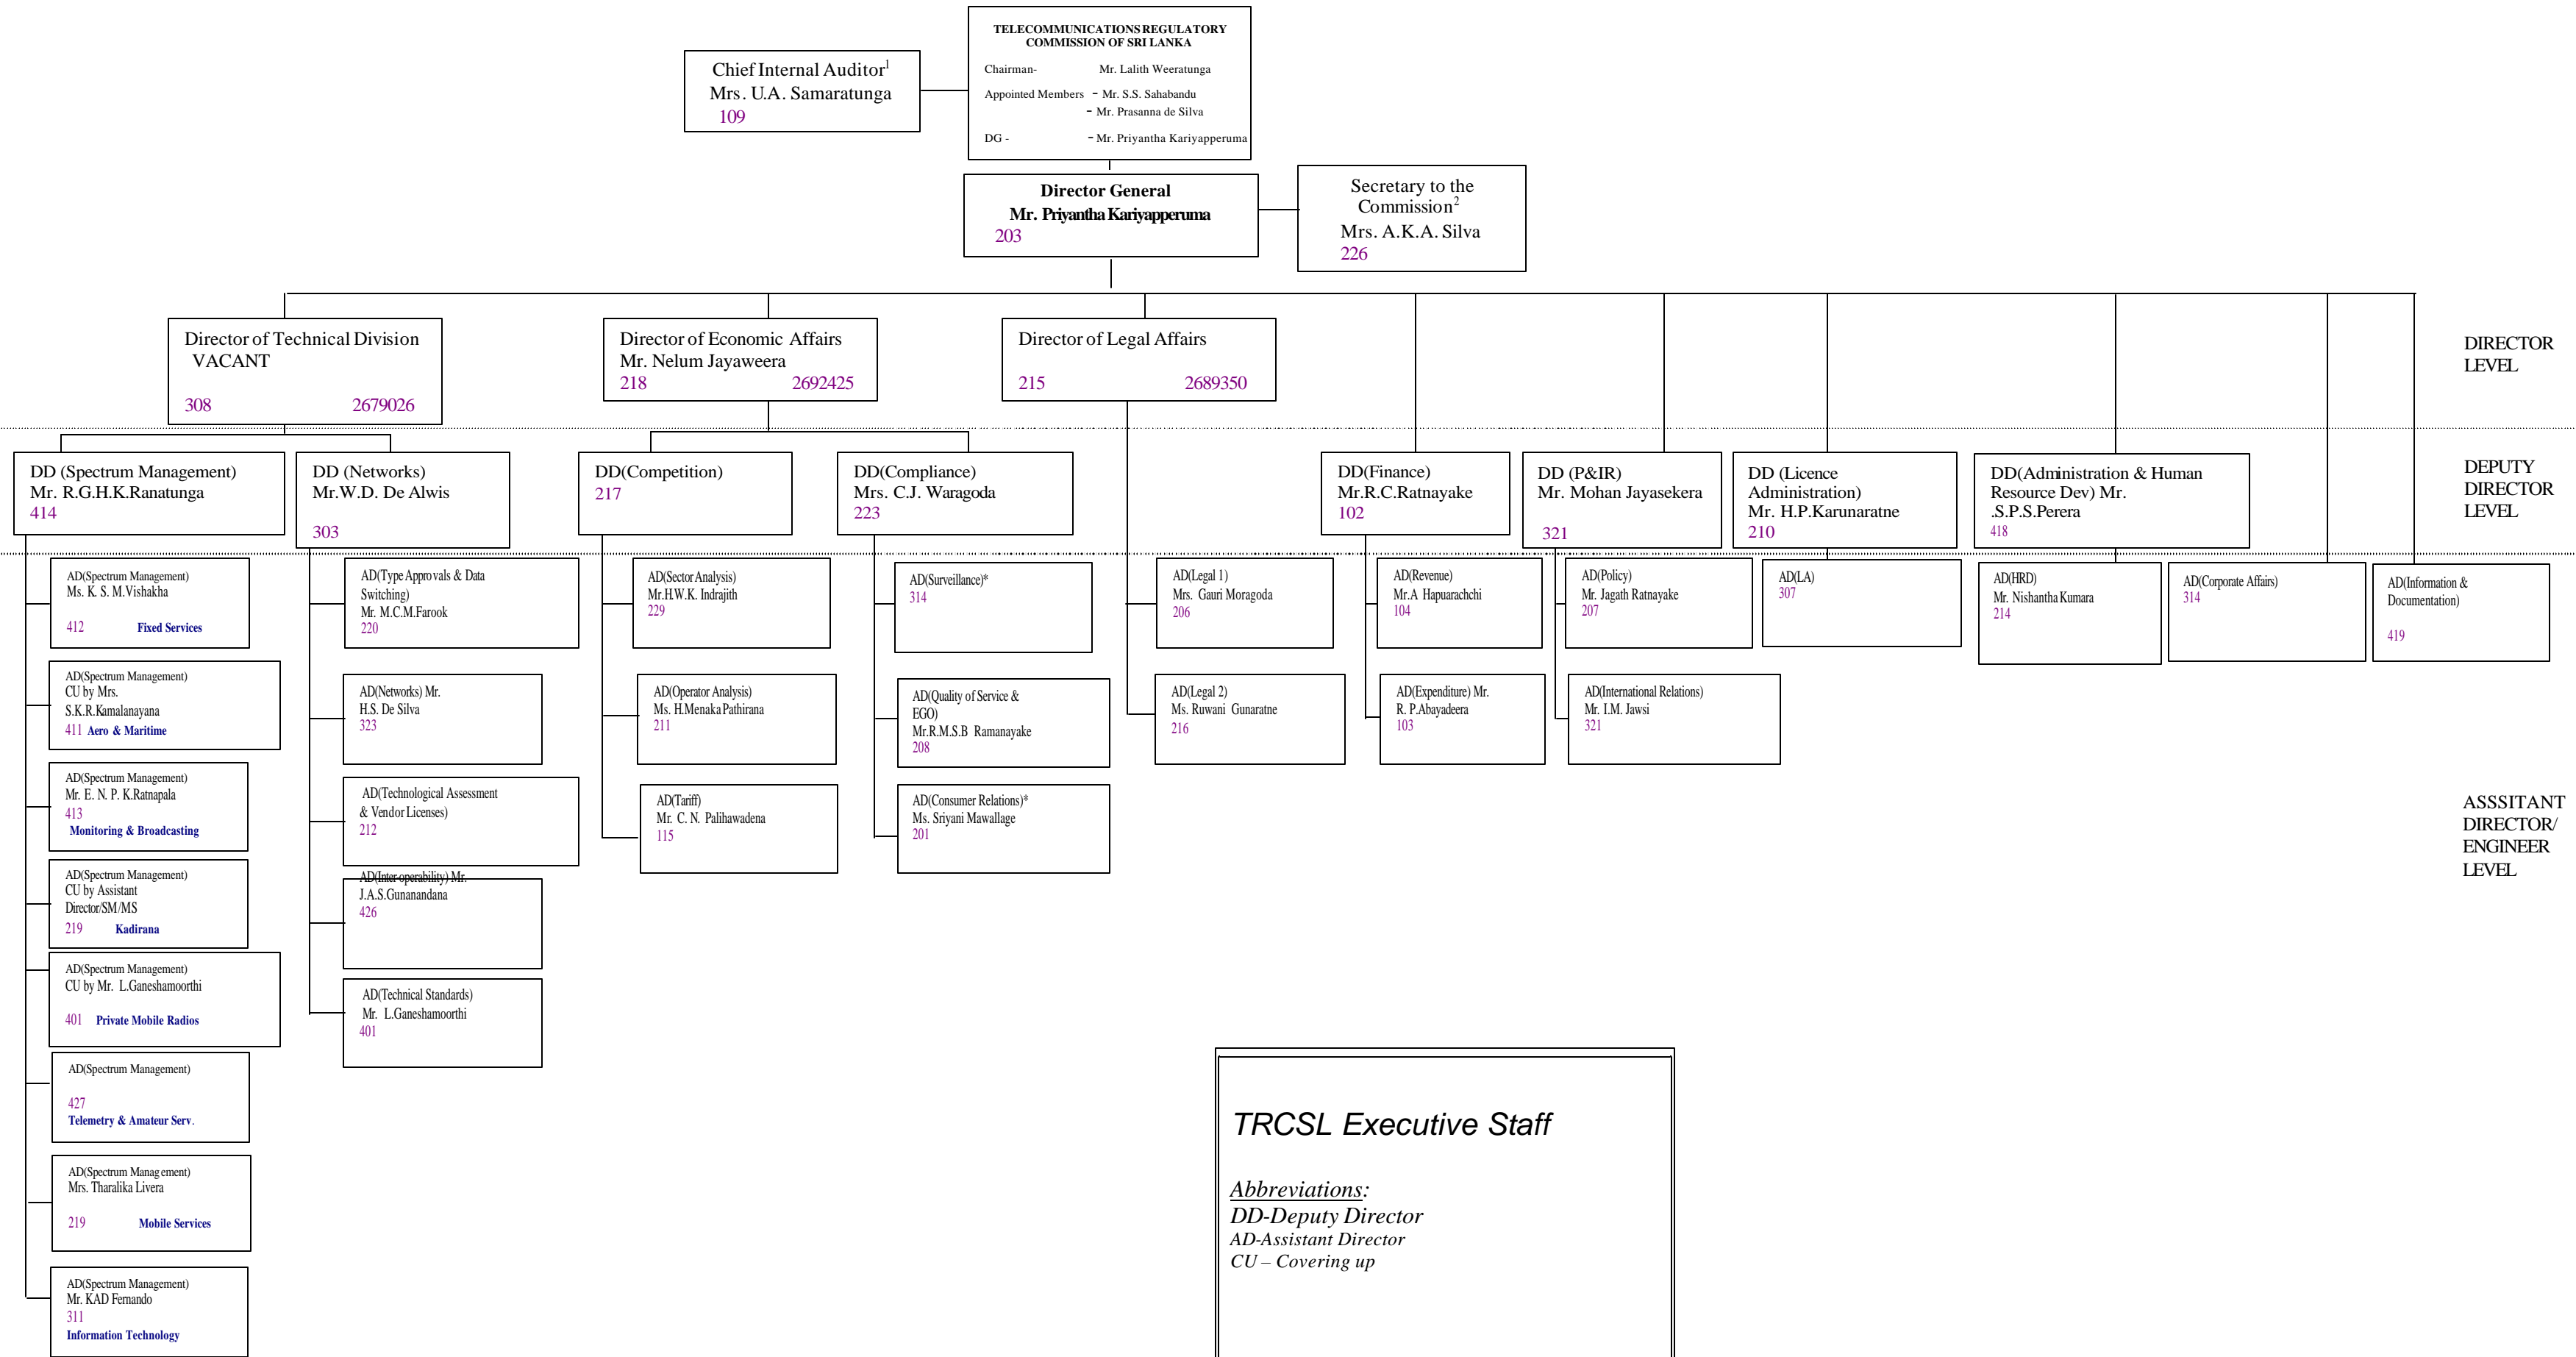 TELECOMMUNICATIONS REGULATORY
COMMISSION OF SRI LANKA
Chairman- Mr. Lalith Weeratunga
Appointed Members - Mr. S.S. Sahabandu
- Mr. Prasanna de Silva
DG - - Mr. Priyantha Kariyapperuma
Chief Internal Auditor1
Mrs. U.A. Samaratunga
109
Director General
Mr. Priyantha Kariyapperuma
203
Secretary to the
Commission2
Mrs. A.K.A. Silva
226
Director of Technical Division
VACANT
308 2679026
Director of Economic Affairs
Mr. Nelum Jayaweera
218 2692425
Director of Legal Affairs
215 2689350
DIRECTOR
LEVEL
DD (Spectrum Management)
Mr. R.G.H.K.Ranatunga
414
DD (Networks)
Mr.W.D. De Alwis
303
DD(Competition)
217
DD(Compliance)
Mrs. C.J. Waragoda
223
DD(Finance)
Mr.R.C.Ratnayake
102
DD (P&IR)
Mr. Mohan Jayasekera
321
DD (Licence
Administration)
Mr. H.P.Karunaratne
210
DD(Administration & Human
Resource Dev) Mr.
.S.P.S.Perera
418
DEPUTY
DIRECTOR
LEVEL
AD(Spectrum Management)
Ms. K. S. M.Vishakha
412 Fixed Services
AD(Spectrum Management)
CU by Mrs.
S.K.R.Kamalanayana
411 Aero & Maritime
AD(Spectrum Management)
Mr. E. N. P. K.Ratnapala
413
Monitoring & Broadcasting
AD(Spectrum Management)
CU by Assistant
Director/SM/MS
219 Kadirana
AD(Spectrum Management)
CU by Mr. L.Ganeshamoorthi
401 Private Mobile Radios
AD(Spectrum Management)
427
Telemetry & Amateur Serv.
AD(Spectrum Management)
Mrs. Tharalika Livera
219 Mobile Services
AD(Spectrum Management)
Mr. KAD Fernando
311
Information Technology
AD(Type Approvals & Data
Switching)
Mr. M.C.M.Farook
220
AD(Networks) Mr.
H.S. De Silva
323
AD(Technological Assessment
& Vendor Licenses)
212
AD(Inter-operability) Mr.
J.A.S.Gunanandana
426
AD(Technical Standards)
Mr. L.Ganeshamoorthi
401
AD(Sector Analysis)
Mr.H.W.K. Indrajith
229
AD(Operator Analysis)
Ms. H.Menaka Pathirana
211
AD(Tariff)
Mr. C. N. Palihawadena
115
AD(Surveillance)*
314
AD(Quality of Service &
EGO)
Mr.R.M.S.B Ramanayake
208
AD(Consumer Relations)*
Ms. Sriyani Mawallage
201
AD(Legal 1)
Mrs. Gauri Moragoda
206
AD(Legal 2)
Ms. Ruwani Gunaratne
216
AD(Revenue)
Mr.A Hapuarachchi
104
AD(Expenditure) Mr.
R. P.Abayadeera
103
AD(Policy)
Mr. Jagath Ratnayake
207
AD(International Relations)
Mr. I.M. Jawsi
321
AD(LA)
307
AD(HRD)
Mr. Nishantha Kumara
214
AD(Corporate Affairs)
314
AD(Information &
Documentation)
419
ASSSITANT
DIRECTOR/
ENGINEER
LEVEL
TRCSL Executive Staff
Abbreviations:
DD-Deputy Director
AD-Assistant Director
CU – Covering up